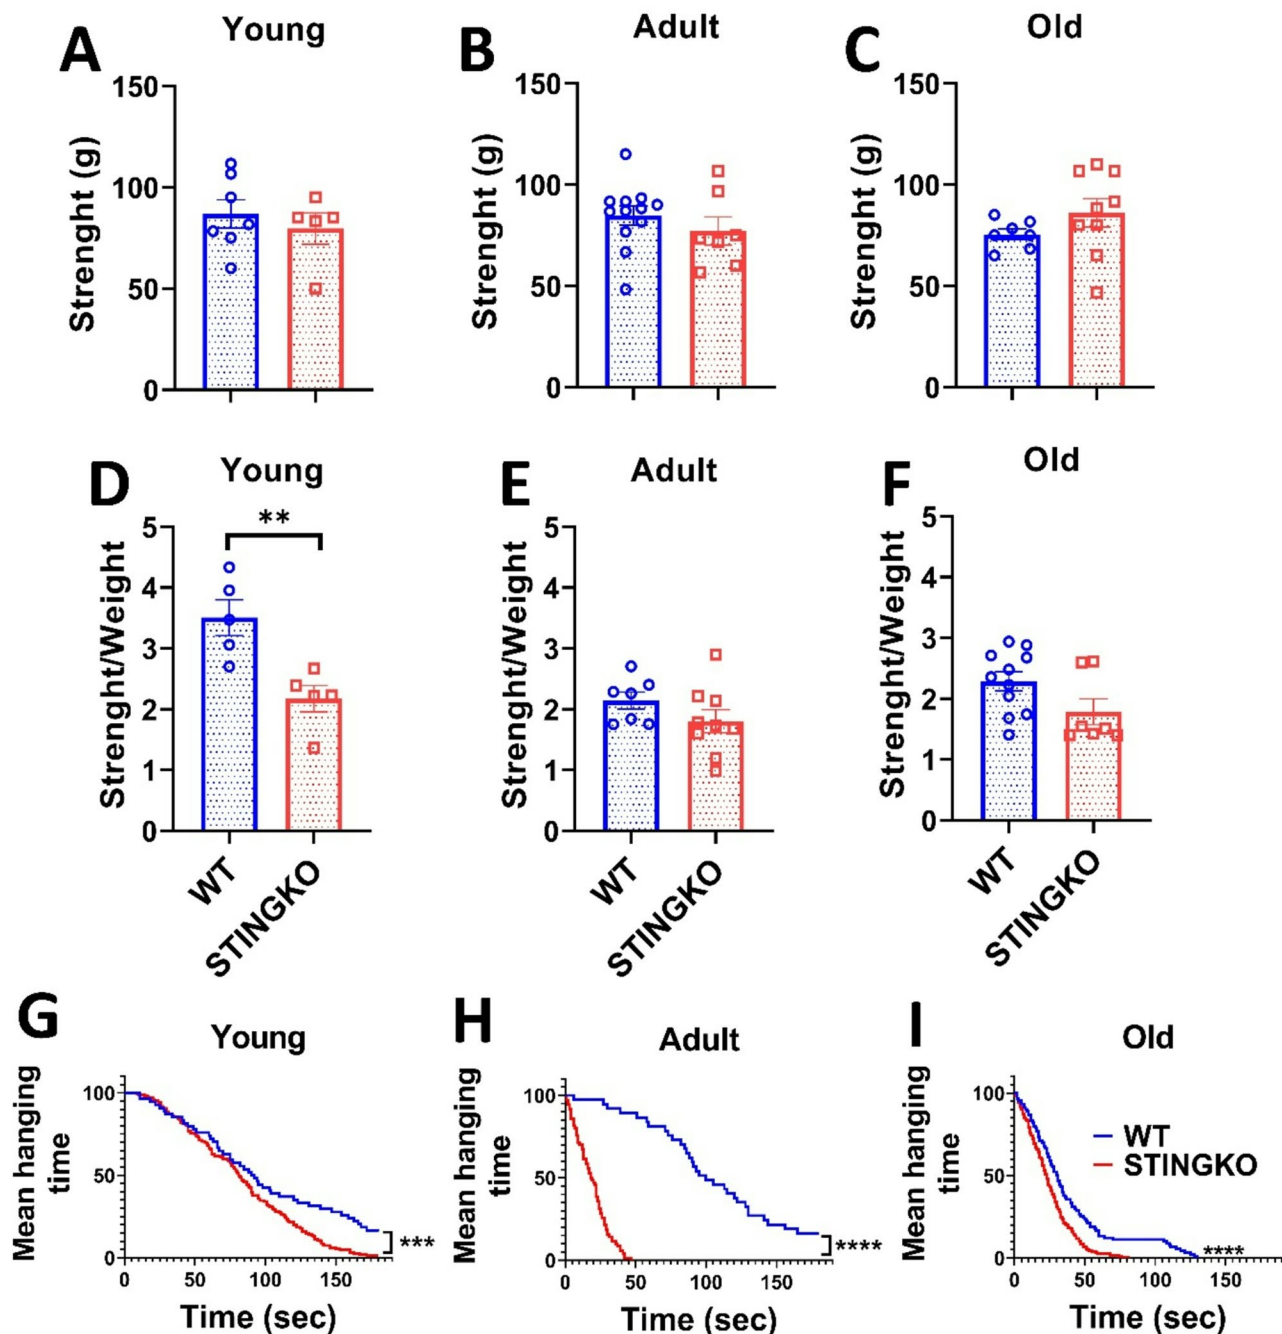 A Young
B Adult
C Old
Strenght (g)
150
100
50
0
Strenght (g)
150
100
50
0
Strenght (g)
150
100
50
0
D Young
E Adult
F Old
Strenght/Weight
5
4
3
2
1
0
**
WT
STINGKO
Strenght/Weight
5
4
3
2
1
0
WT
STINGKO
Strenght/Weight
5
4
3
2
1
0
WT
STINGKO
G Young
Mean hanging
time
100
50
0
0 50 100 150
***
Time (sec)
H Adult
Mean hanging
time
100
50
0
0 50 100 150
****
Time (sec)
I Old
Mean hanging
time
100
50
0
0 50 100 150
WT
STINGKO
****
Time (sec)